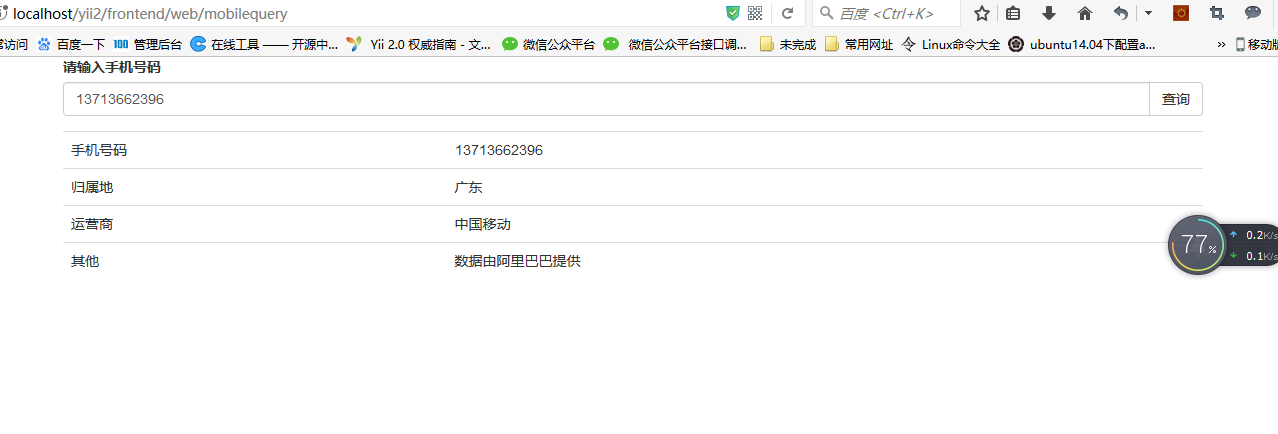 localhost/yii2/frontend/web/mobilequery 百度 <Ctrl+K>
常访问 百度一下 100 管理后台 在线工具 —— 开源中... Yii 2.0 权威指南 - 文... 微信公众平台 微信公众平台接口调... 未完成 常用网址 Linux命令大全 ubuntu14.04下配置a... » 移动版
请输入手机号码
13713662396 查询
手机号码 13713662396
归属地 广东
运营商 中国移动
77% 0.2K/s
0.1K/s
其他 数据由阿里巴巴提供